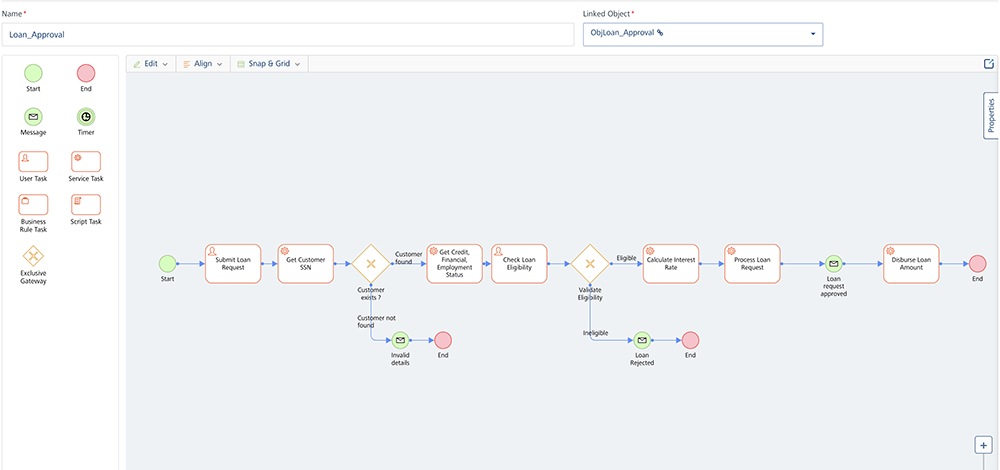 Name*
Linked Object*
Loan_Approval
ObjLoan_Approval
Edit
Align
Snap & Grid
Properties
Start
End
Message
Timer
User Task
Service Task
Business
Rule Task
Script Task
Exclusive
Gateway
Start
Submit Loan
Request
Get Customer
SSN
Customer
exists ?
Customer
found
Customer not
found
Invalid
details
End
Get Credit,
Financial,
Employment
Status
Check Loan
Eligibility
Validate
Eligibility
Eligible
Ineligible
Loan
Rejected
End
Calculate Interest
Rate
Process Loan
Request
Loan
request
approved
Disburse Loan
Amount
End